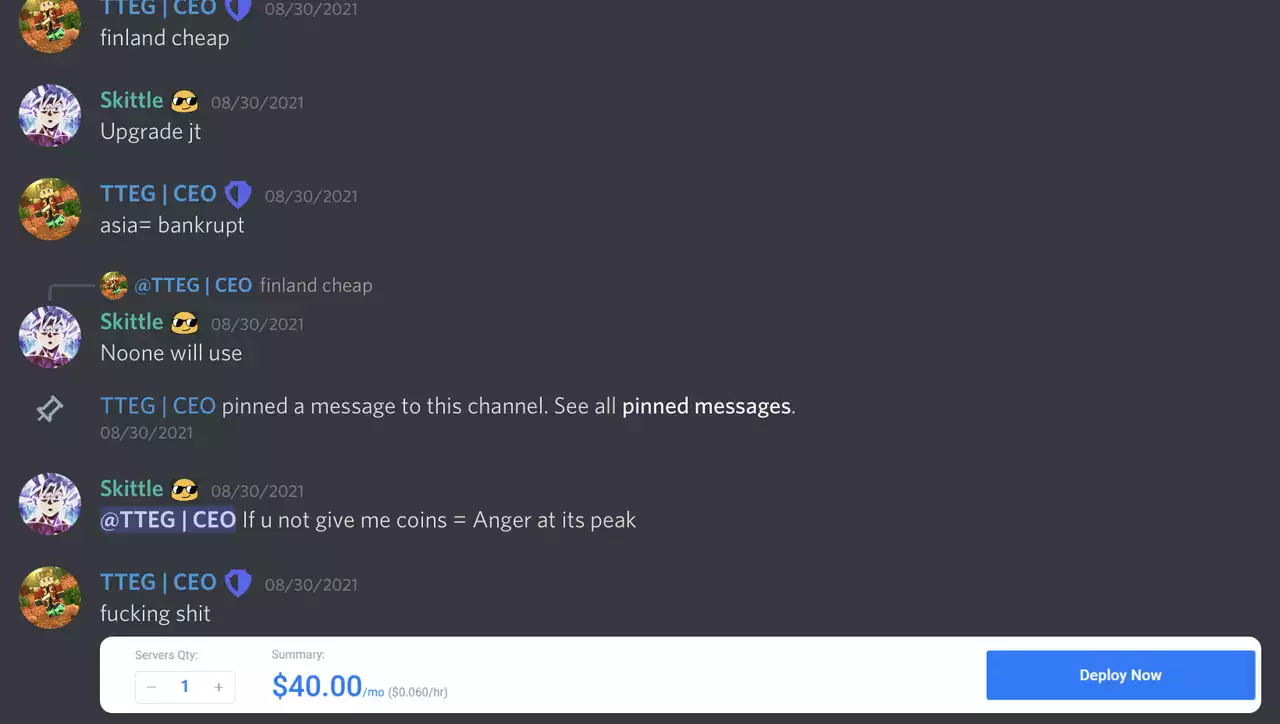 TTEG | CEO 08/30/2021
finland cheap
Skittle 😎 08/30/2021
Upgrade jt
TTEG | CEO 08/30/2021
asia= bankrupt
@TTEG | CEO finland cheap
Skittle 😎 08/30/2021
Noone will use
TTEG | CEO pinned a message to this channel. See all pinned messages.
08/30/2021
Skittle 😎 08/30/2021
@TTEG | CEO If u not give me coins = Anger at its peak
TTEG | CEO 08/30/2021
fucking shit
Servers Qty: Summary:
− 1 + $40.00/mo ($0.060/hr) Deploy Now